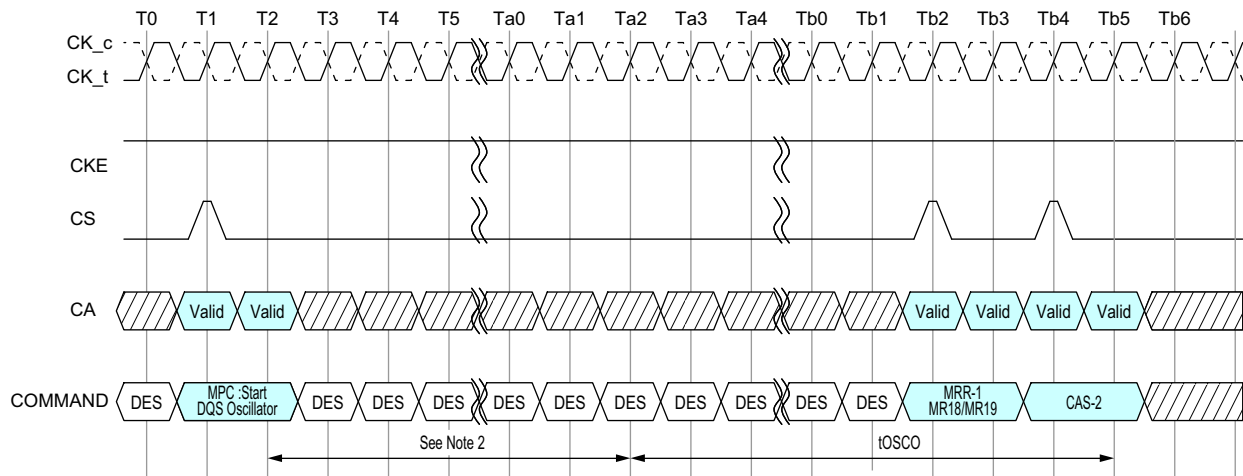 T0 T1 T2 T3 T4 T5 Ta0 Ta1 Ta2 Ta3 Ta4 Tb0 Tb1 Tb2 Tb3 Tb4 Tb5 Tb6
CK_c
CK_t
CKE
CS
CA Valid Valid Valid Valid Valid Valid
COMMAND DES MPC :Start DES DES DES DES DES DES DES DES DES DES MRR-1 CAS-2
DQS Oscillator MR18/MR19
See Note 2 tOSCO